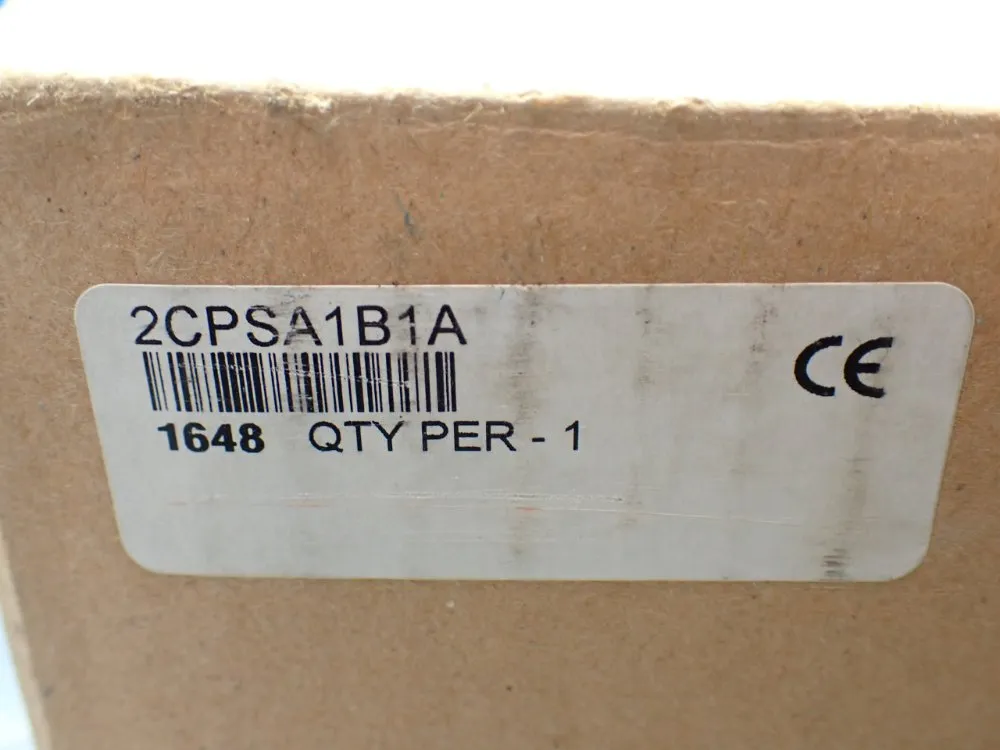 2CPSA1B1A
CE
1648 QTY PER - 1